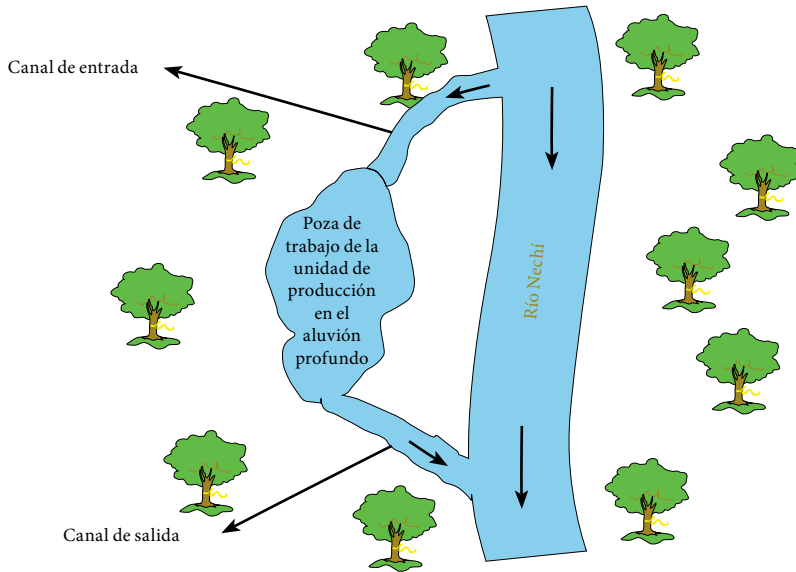 Canal de entrada
Poza de
trabajo de la
unidad de
producción
en el
aluvión
profundo
Río Nechí
Canal de salida